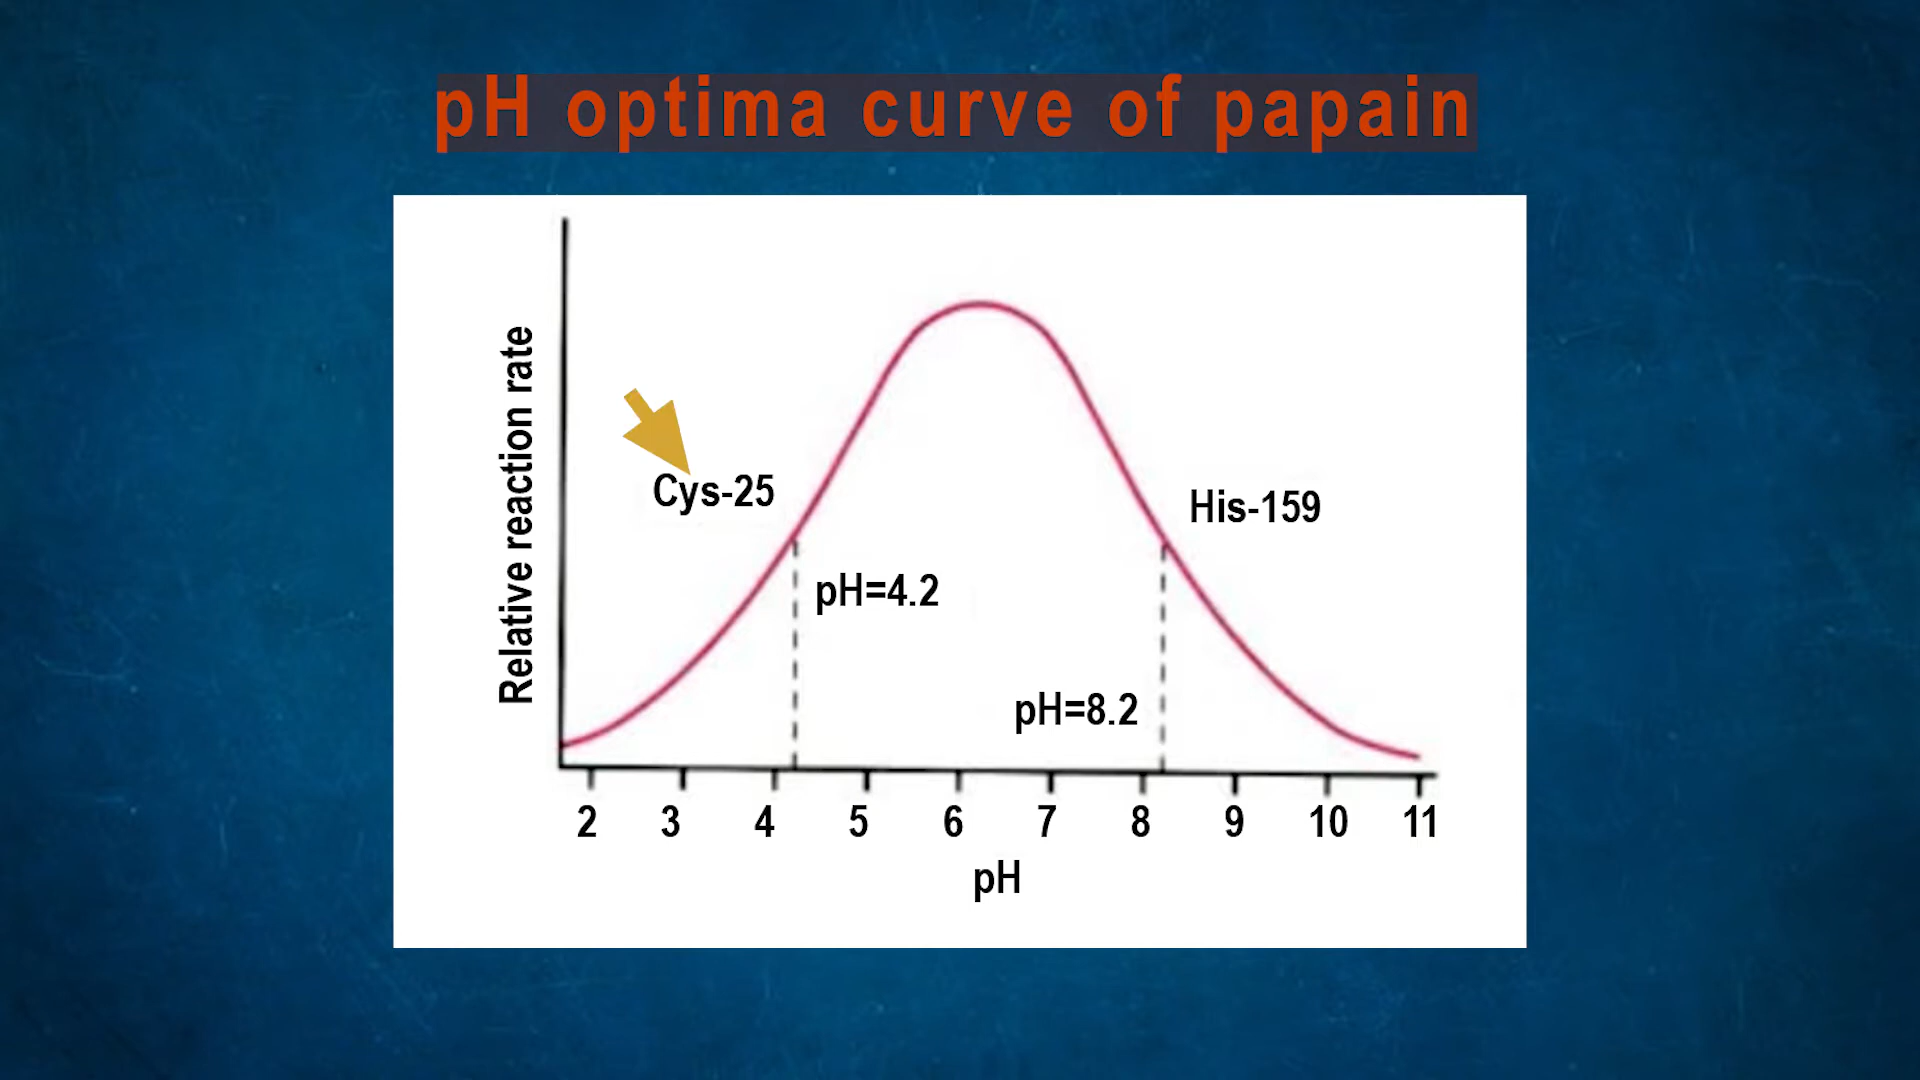 pH optima curve of papain
Relative reaction rate
Cys-25
His-159
pH=4.2
pH=8.2
2 3 4 5 6 7 8 9 10 11
pH